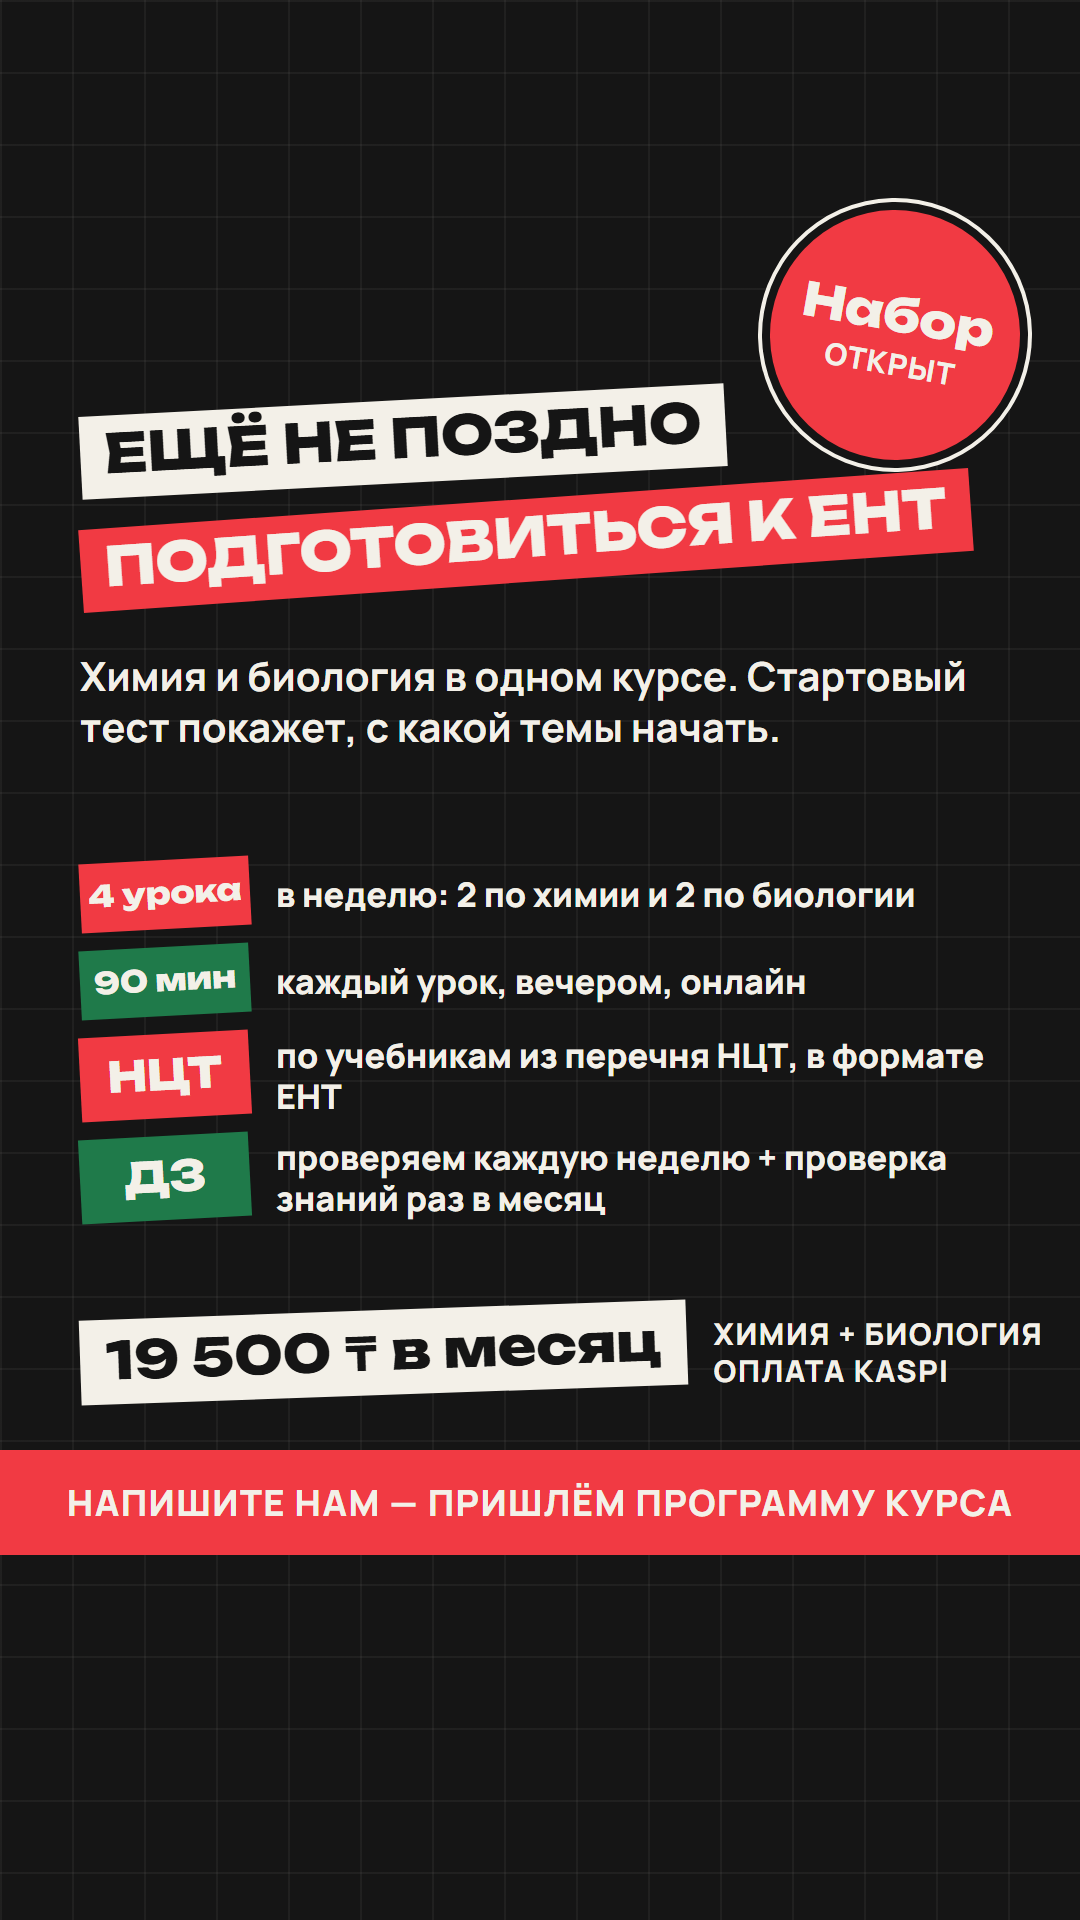 Набор
ОТКРЫТ
ЕЩЁ НЕ ПОЗДНО
ПОДГОТОВИТЬСЯ К ЕНТ
Химия и биология в одном курсе. Стартовый
тест покажет, с какой темы начать.
4 урока в неделю: 2 по химии и 2 по биологии
90 мин каждый урок, вечером, онлайн
НЦТ по учебникам из перечня НЦТ, в формате
ЕНТ
ДЗ проверяем каждую неделю + проверка
знаний раз в месяц
19 500 ₸ в месяц
ХИМИЯ + БИОЛОГИЯ
ОПЛАТА KASPI
НАПИШИТЕ НАМ — ПРИШЛЁМ ПРОГРАММУ КУРСА